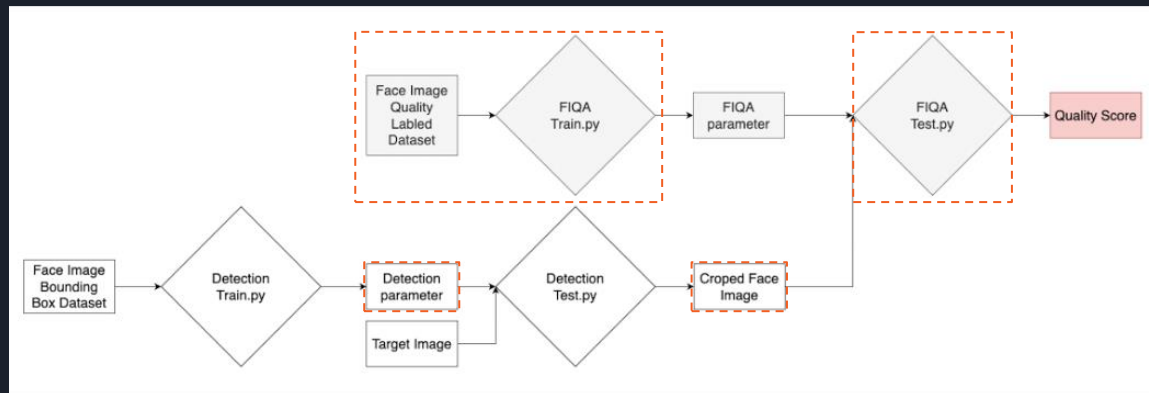 Face Image
Quality
Labled
Dataset
FIQA
Train.py
FIQA
parameter
FIQA
Test.py
Quality Score
Face Image
Bounding
Box Dataset
Detection
Train.py
Detection
parameter
Target Image
Detection
Test.py
Croped Face
Image